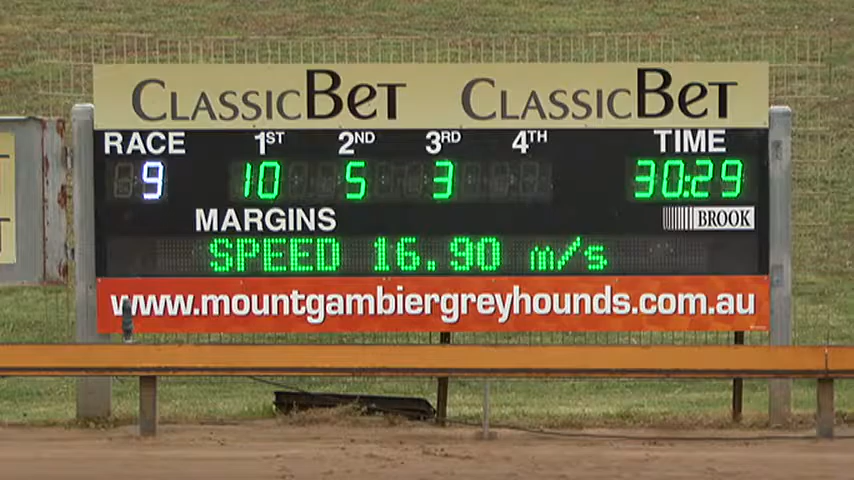 CLASSICBET CLASSICBET
RACE 1ST 2ND 3RD 4TH TIME
9 10 5 3 30:29
MARGINS BROOK
SPEED 16.90 m/s
www.mountgambiergreyhounds.com.au